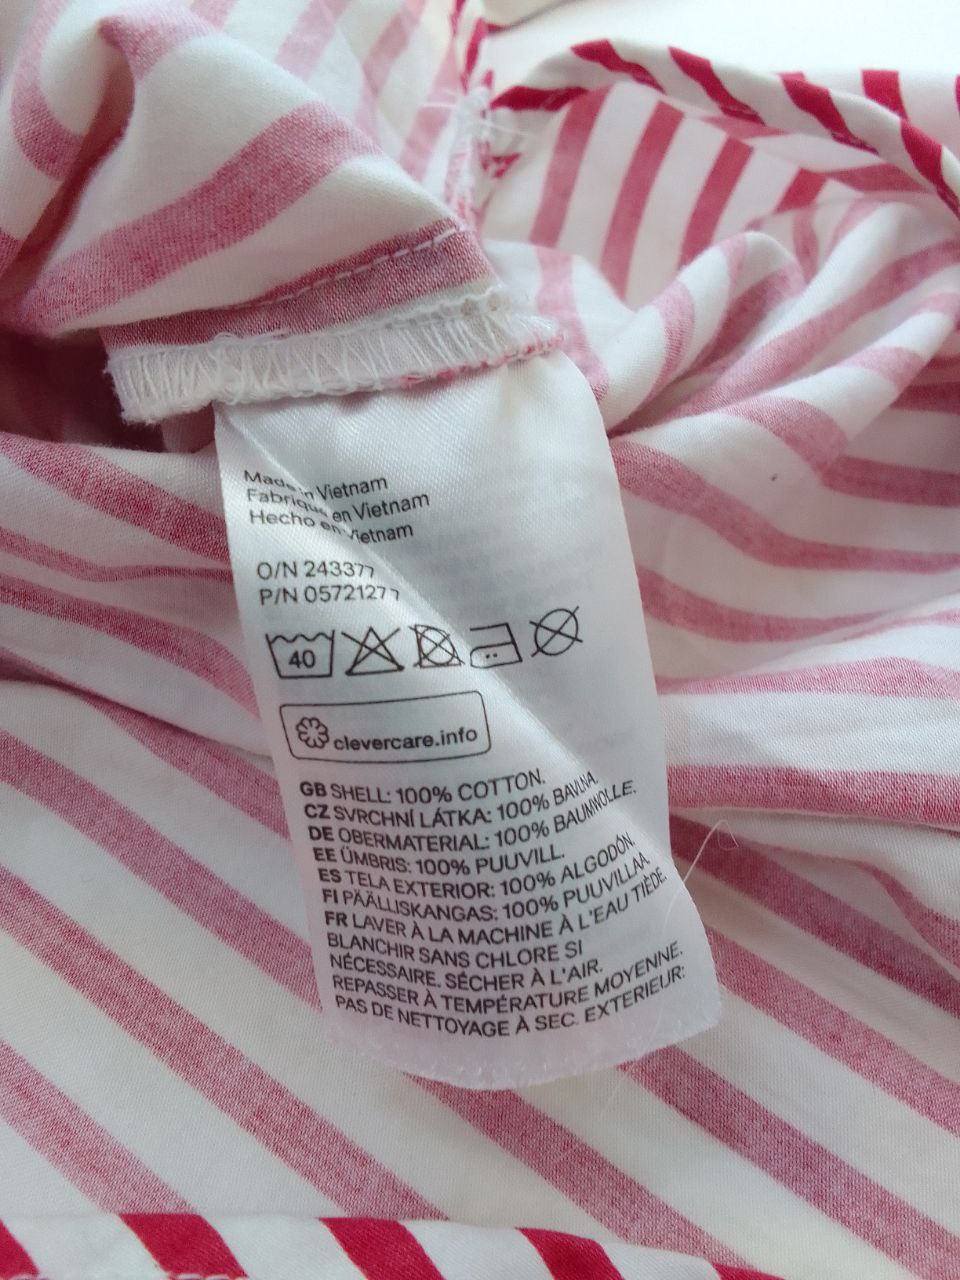 Made in Vietnam
Fabriqué en Vietnam
Hecho en Vietnam
O/N 243377
P/N 0572127
40
clevercare.info
GB SHELL: 100% COTTON.
CZ SVRCHNÍ LÁTKA: 100% BAVLNA.
DE OBERMATERIAL: 100% BAUMWOLLE.
EE ÜMBRIS: 100% PUUVILL.
ES TELA EXTERIOR: 100% ALGODÓN.
FI PÄÄLLISKANGAS: 100% PUUVILLAA.
FR LAVER À LA MACHINE À L'EAU TIÈDE.
BLANCHIR SANS CHLORE SI
NÉCESSAIRE. SÉCHER À L'AIR.
REPASSER À TEMPÉRATURE MOYENNE.
PAS DE NETTOYAGE À SEC. EXTERIEUR: